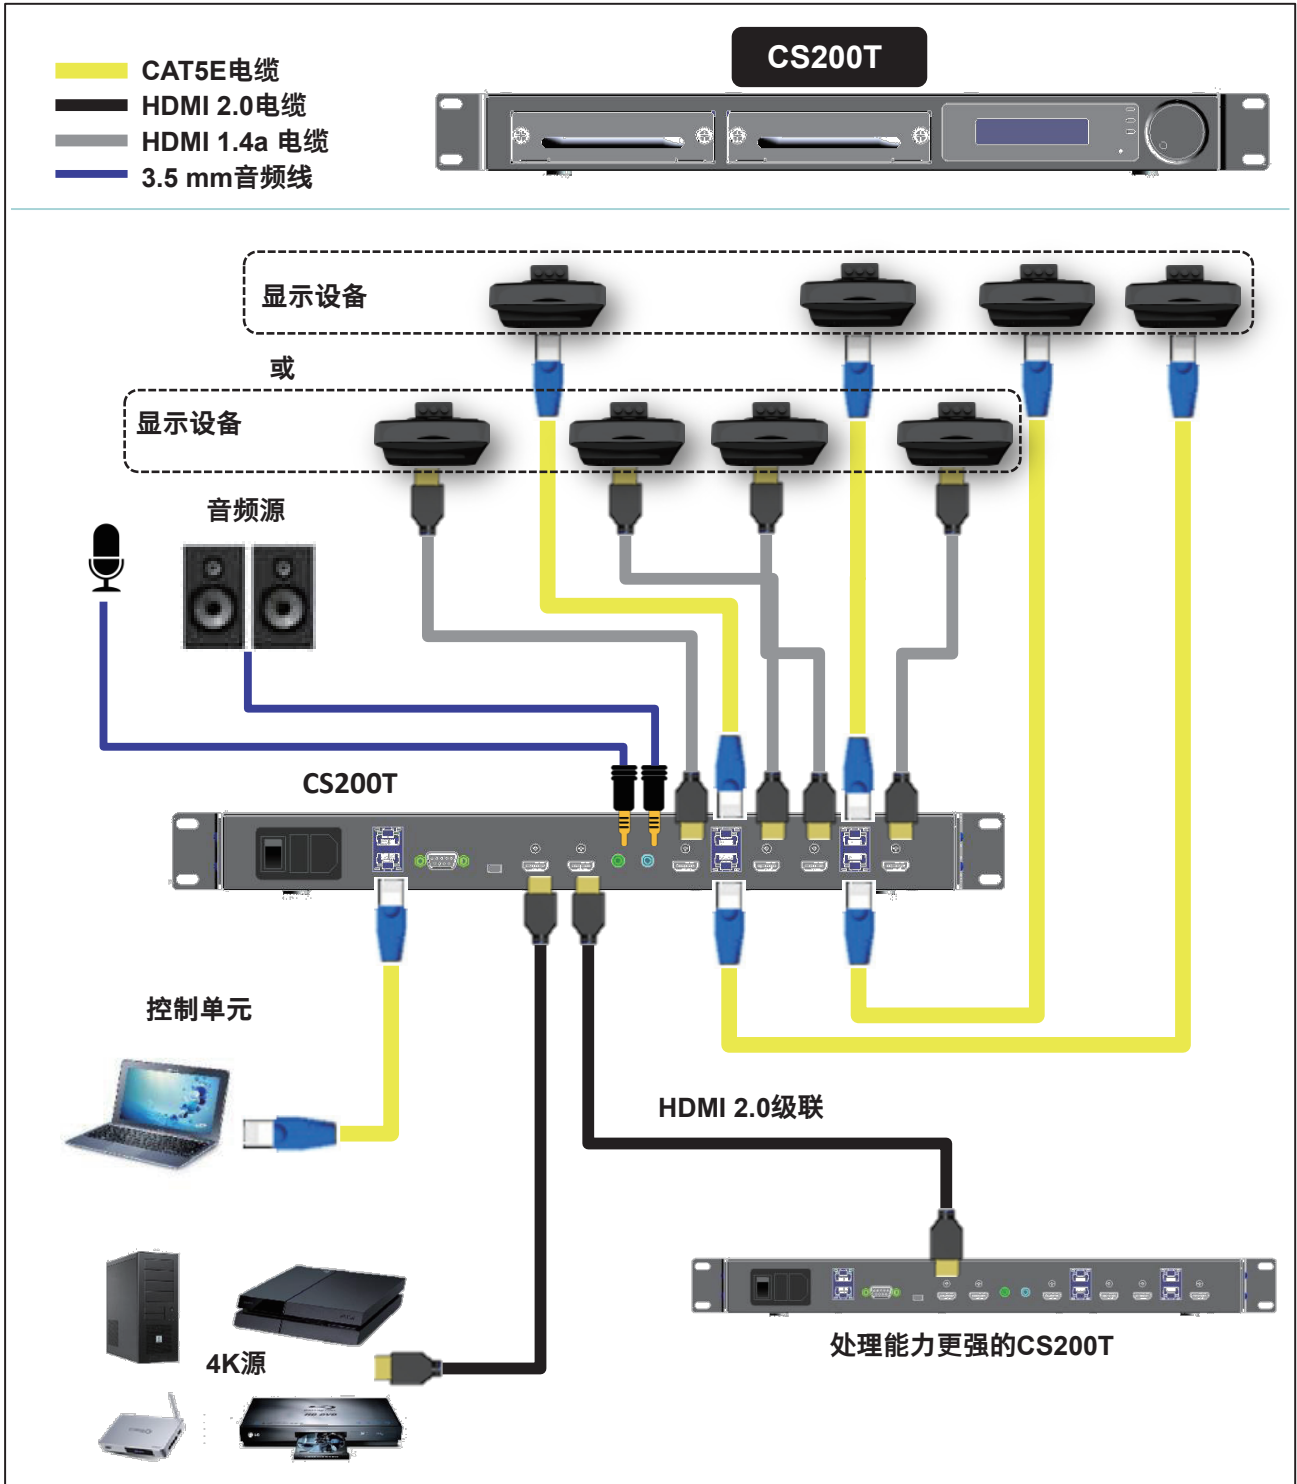 CS200T
CAT5E电缆
HDMI 2.0电缆
HDMI 1.4a 电缆
3.5 mm音频线
显示设备
或
显示设备
音频源
CS200T
控制单元
HDMI 2.0级联
4K源
处理能力更强的CS200T